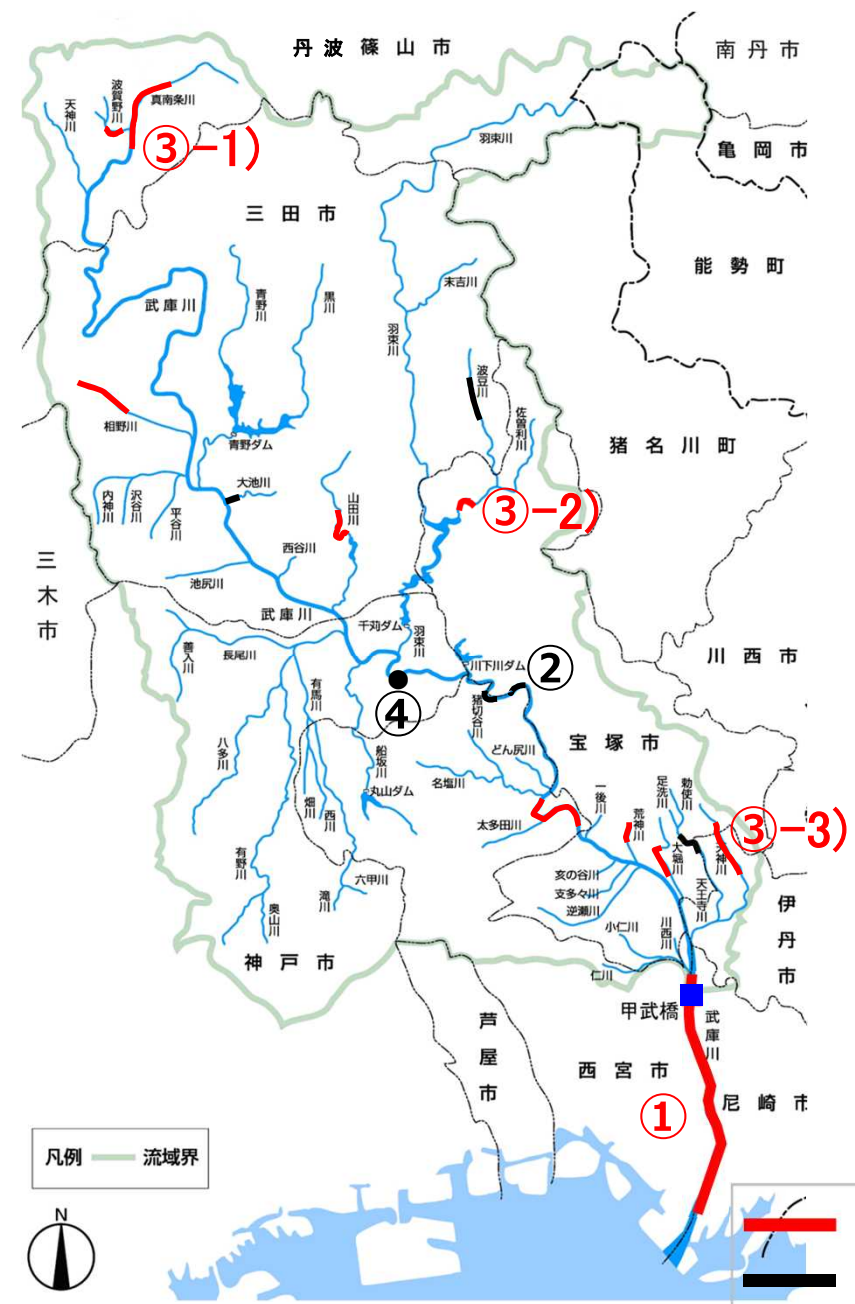 丹波篠山市
南丹市
天神川
波賀野川
真南条川
③-1)
羽束川
亀岡市
三田市
能勢町
武庫川
青野川
黒川
末吉川
羽束川
波豆川
佐曽利川
相野川
猪名川町
青野ダム
大池川
内神川
沢谷川
平谷川
山田川
③-2)
三木市
西谷川
池尻川
武庫川
千苅ダム
羽束川
善入川
長尾川
川下川ダム
②
川西市
④
有馬川
猪切谷川
宝塚市
どん尻川
八多川
船坂川
名塩川
丸山ダム
畑川
西川
一後川
荒神川
足洗川
勅使川
太多田川
③-3)
大堀川
天神川
有野川
六甲川
滝川
亥の谷川
支多々川
逆瀬川
天王寺川
奥山川
小仁川
川西川
伊丹市
神戸市
仁川
甲武橋
武庫川
芦屋市
西宮市
①
尼崎市
凡例 流域界
N